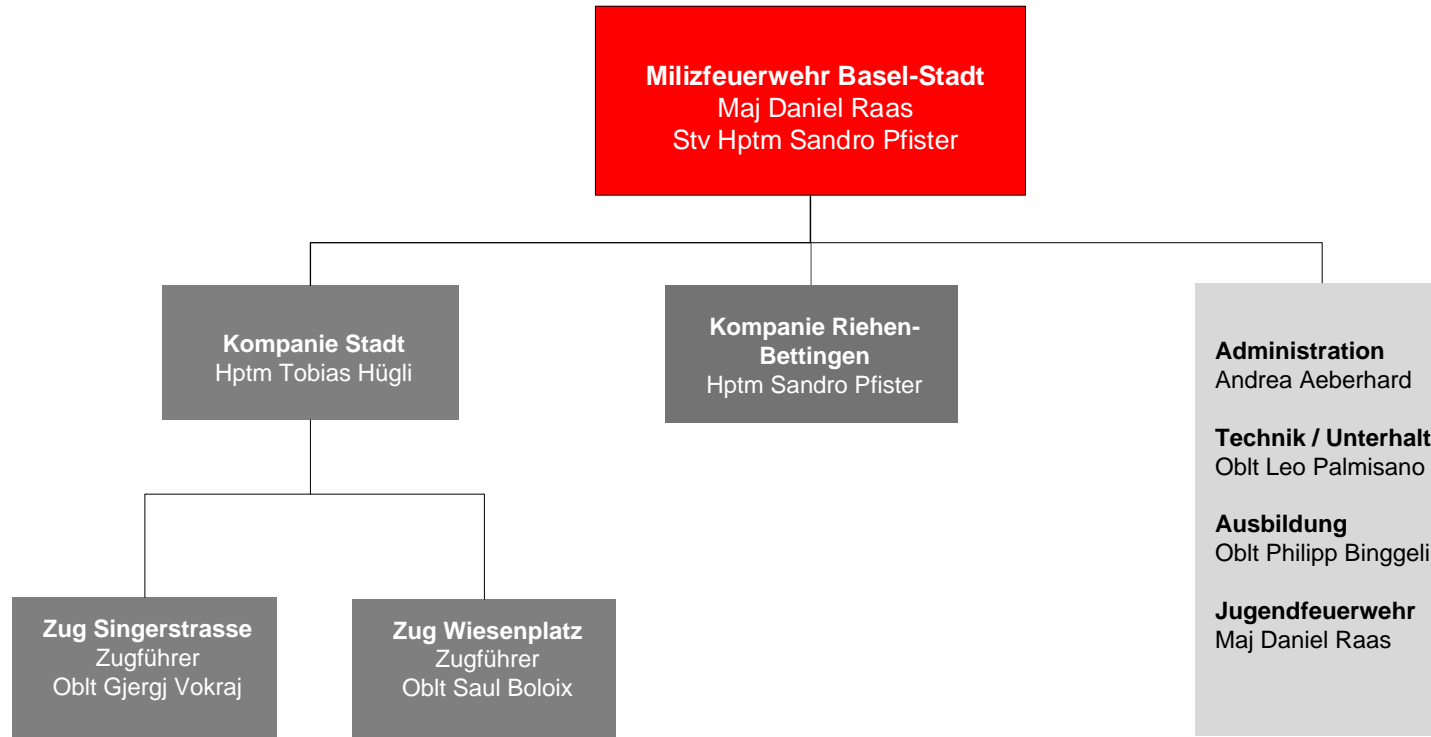 Milizfeuerwehr Basel-Stadt
Maj Daniel Raas
Stv Hptm Sandro Pfister
Kompanie Stadt
Hptm Tobias Hügli
Kompanie Riehen-
Bettingen
Hptm Sandro Pfister
Administration
Andrea Aeberhard
Technik / Unterhalt
Oblt Leo Palmisano
Ausbildung
Oblt Philipp Binggeli
Jugendfeuerwehr
Maj Daniel Raas
Zug Singerstrasse
Zugführer
Oblt Gjergj Vokraj
Zug Wiesenplatz
Zugführer
Oblt Saul Boloix